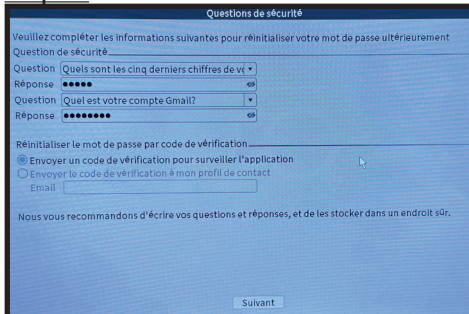 Questions de sécurité
Veuillez compléter les informations suivantes pour réinitialiser votre mot de passe ultérieurement
Question de sécurité
Question Quels sont les cinq derniers chiffres de v
Réponse •••••
Question Quel est votre compte Gmail?
Réponse ••••••••
Réinitialiser le mot de passe par code de vérification
Envoyer un code de vérification pour surveiller l'application
Envoyer le code de vérification à mon profil de contact
Email
Nous vous recommandons d'écrire vos questions et réponses, et de les stocker dans un endroit sûr.
Suivant